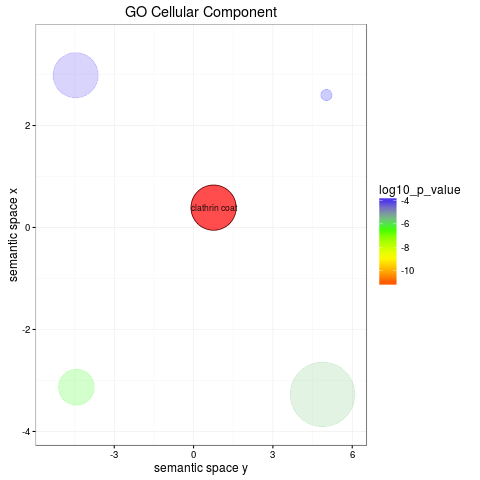 GO Cellular Component
semantic space x
2
0
-2
-4
clathrin coat
-3
0
3
6
semantic space y
log10_p_value
-4
-6
-8
-10